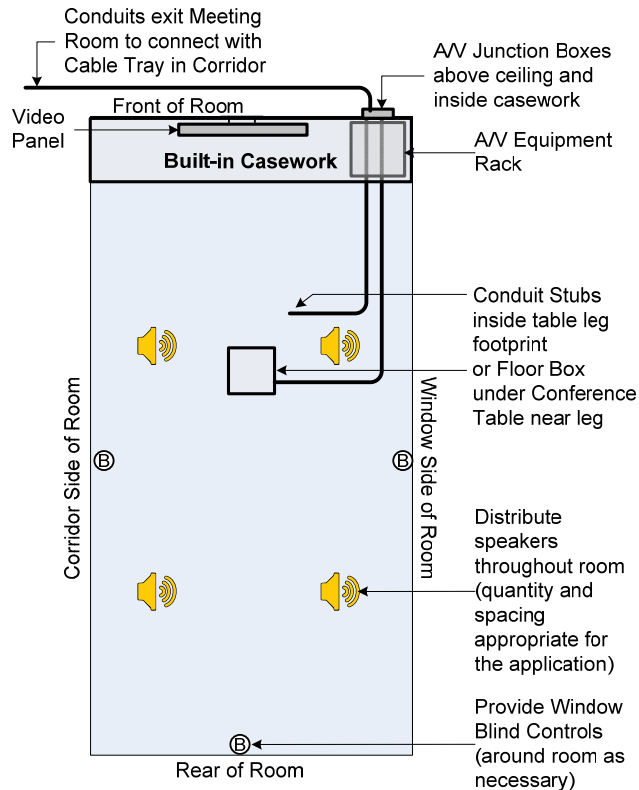 Conduits exit Meeting
Room to connect with
Cable Tray in Corridor
A/V Junction Boxes
above ceiling and
inside casework
Front of Room
Video
Panel
Built-in Casework
A/V Equipment
Rack
Conduit Stubs
inside table leg
footprint
or Floor Box
under Conference
Table near leg
Corridor Side of Room
Window Side of Room
B
B
Distribute
speakers
throughout room
(quantity and
spacing
appropriate for
the application)
Provide Window
Blind Controls
(around room as
necessary)
B
Rear of Room